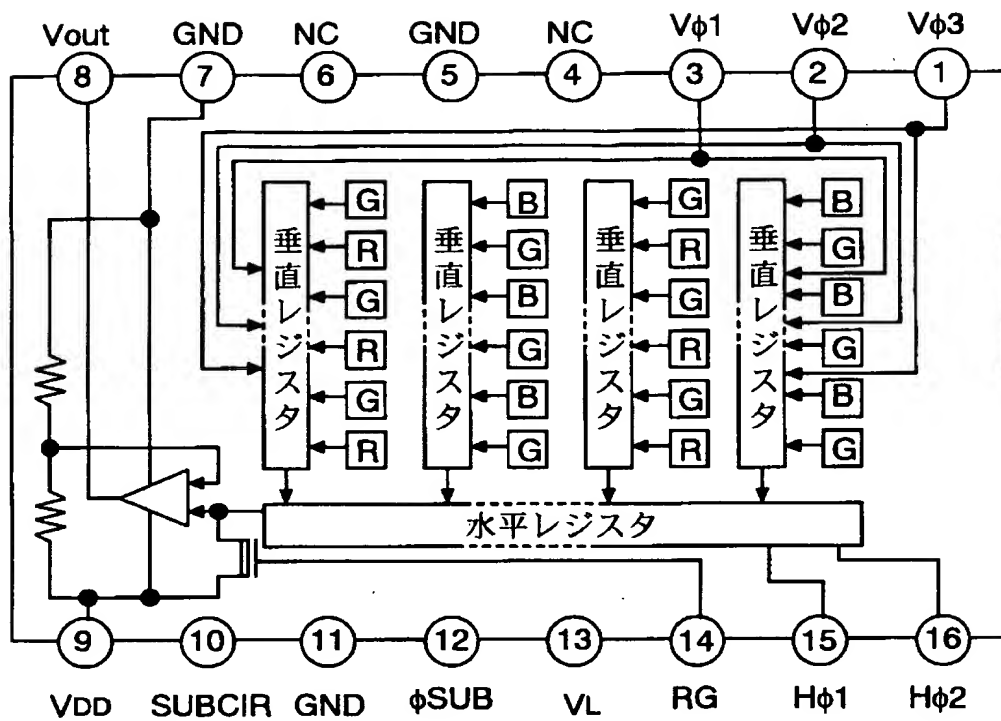 Vout GND NC GND NC Vφ1 Vφ2 Vφ3
8 7 6 5 4 3 2 1
垂直レジスタ 垂直レジスタ 垂直レジスタ 垂直レジスタ
G B G B
R G R G
G B G B
R G R G
G B G B
R G R G
水平レジスタ
9 10 11 12 13 14 15 16
VDD SUBCIR GND φSUB VL RG Hφ1 Hφ2